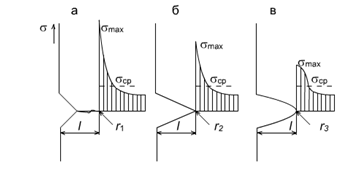 а б в
σ σmax σmax σmax
σср σср σср
l r1 l r2 l r3